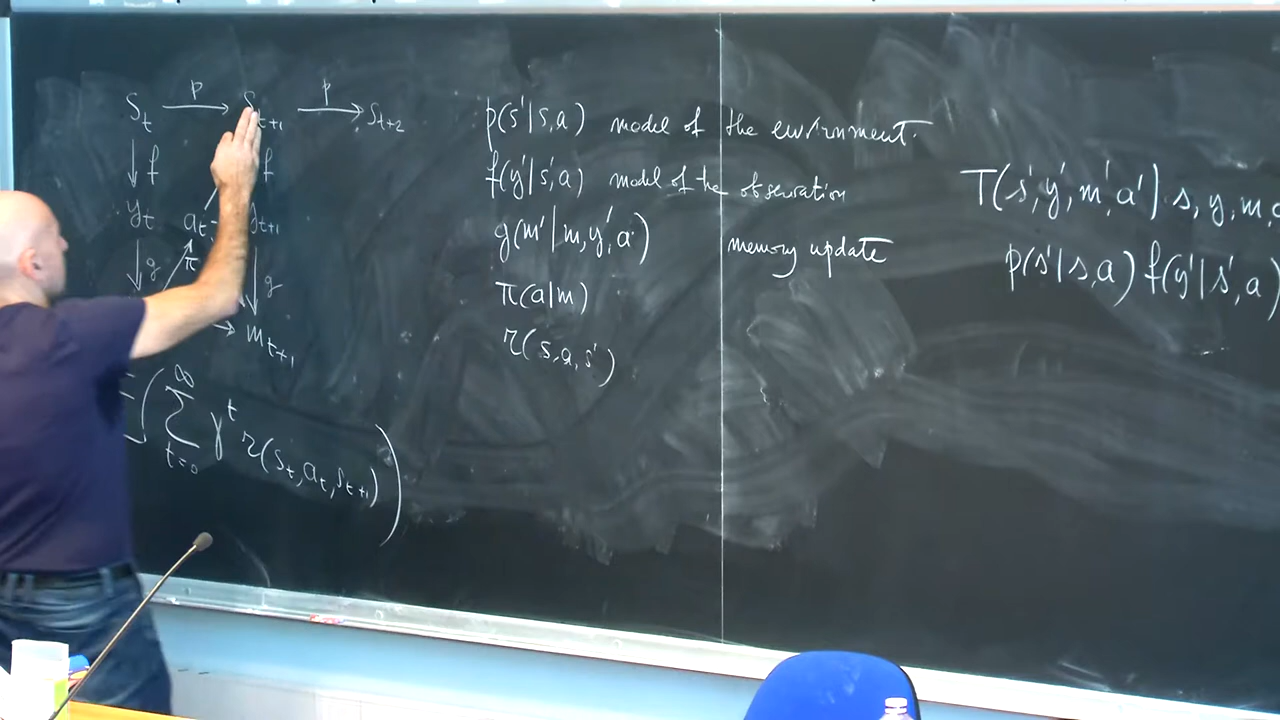 S_t →^p S_{t+1} →^p S_{t+2}
↓ f f
y_t a_t y_{t+1}
↓ g π ↓ g
→ m_{t+1}
(∑_{t=0}^∞ γ^t r(s_t, a_t, s_{t+1}))
p(s'|s,a) model of the environment
f(y'|s',a) model of the observation
g(m'|m,y',a) memory update
π(a|m)
r(s,a,s')
T(s',y',m',a'|s,y,m,a
p(s'|s,a) f(y'|s',a)